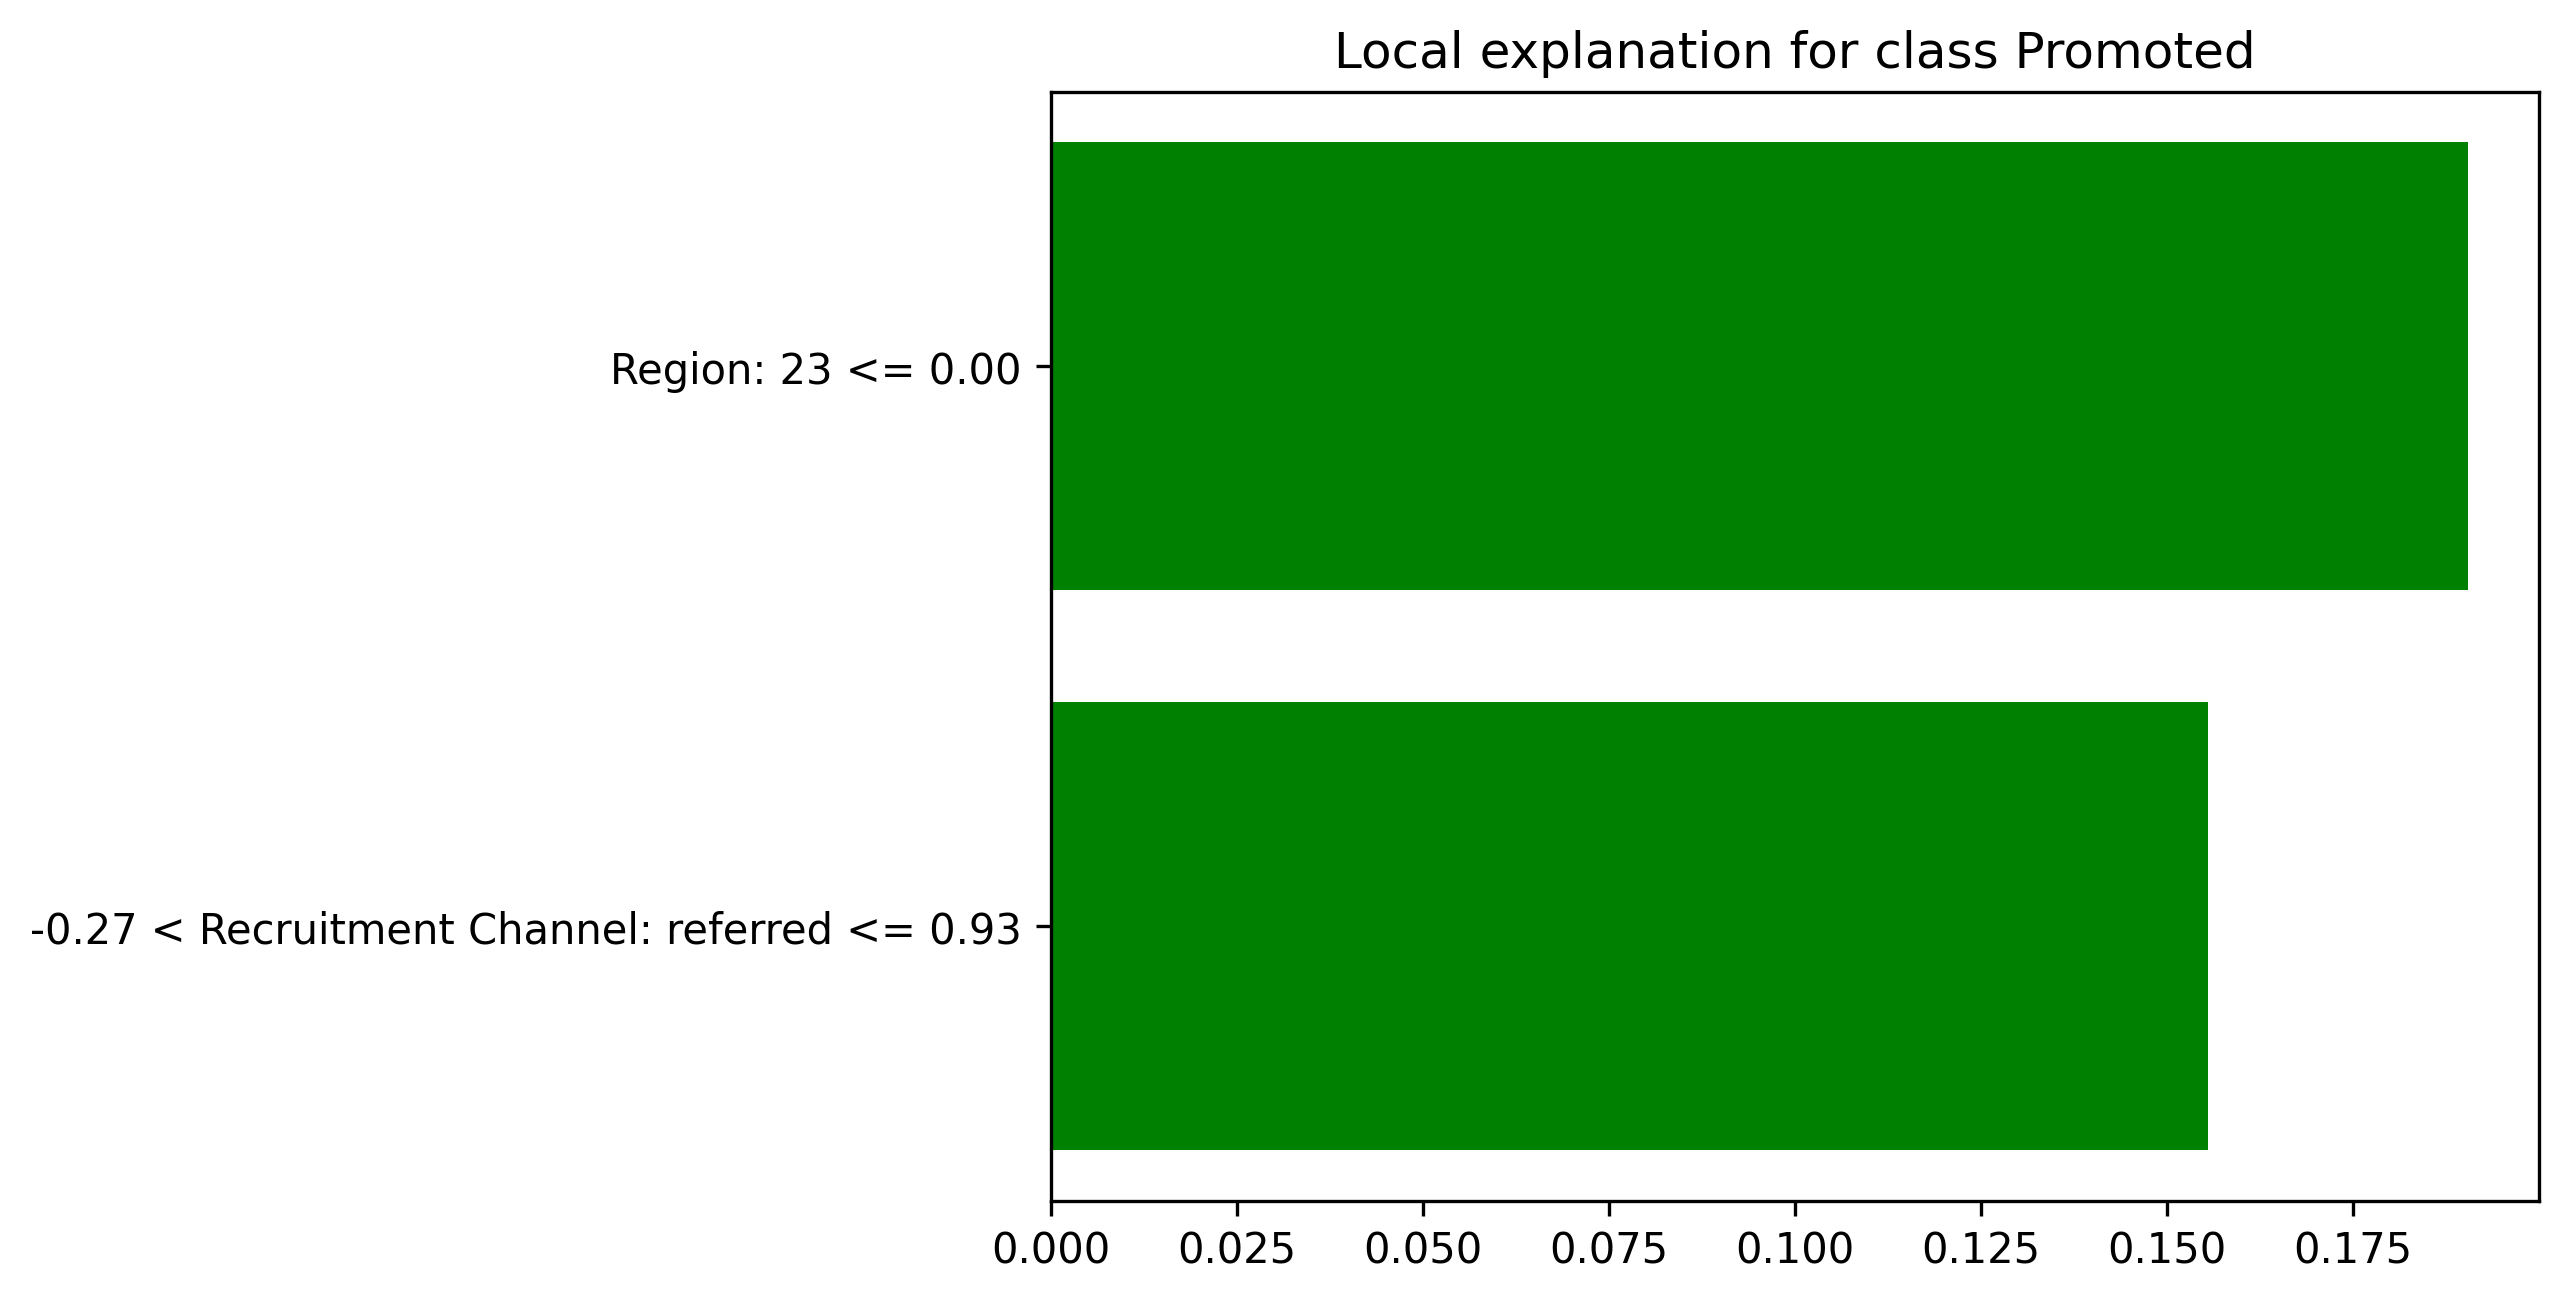 Local explanation for class Promoted
Region: 23 <= 0.00
-0.27 < Recruitment Channel: referred <= 0.93
0.000 0.025 0.050 0.075 0.100 0.125 0.150 0.175